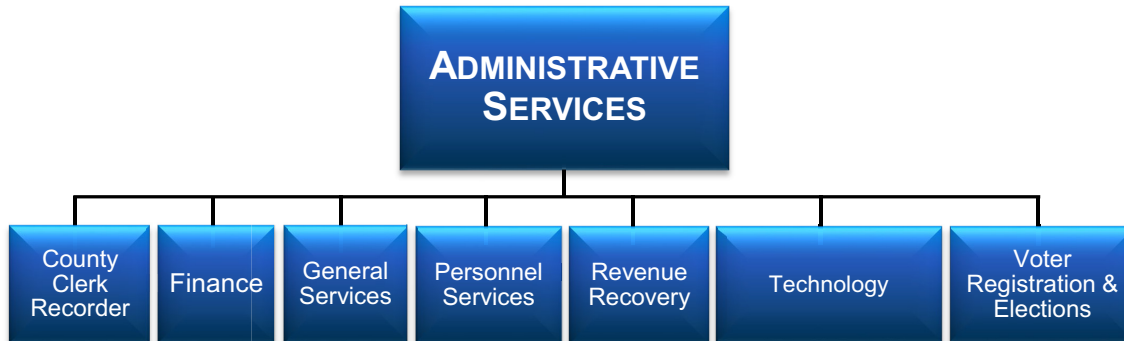 ADMINISTRATIVE
SERVICES
County
Clerk
Recorder
Finance
General
Services
Personnel
Services
Revenue
Recovery
Technology
Voter
Registration &
Elections